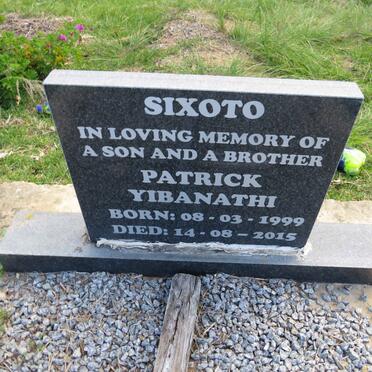 SIXOTO
IN LOVING MEMORY OF
A SON AND A BROTHER
PATRICK
YIBANATHI
BORN: 08 - 03 - 1999
DIED: 14 - 08 - 2015